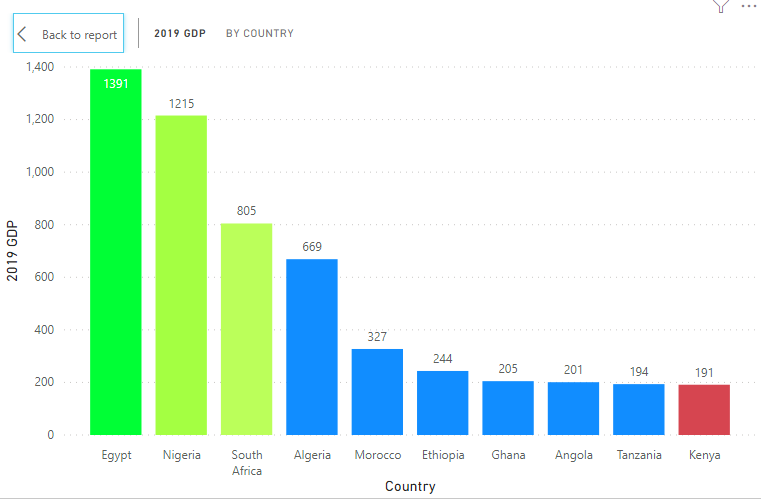 Back to report
2019 GDP
BY COUNTRY
1,400
1,200
1,000
800
600
400
200
0
2019 GDP
1391
1215
805
669
327
244
205
201
194
191
Egypt
Nigeria
South
Africa
Algeria
Morocco
Ethiopia
Ghana
Angola
Tanzania
Kenya
Country